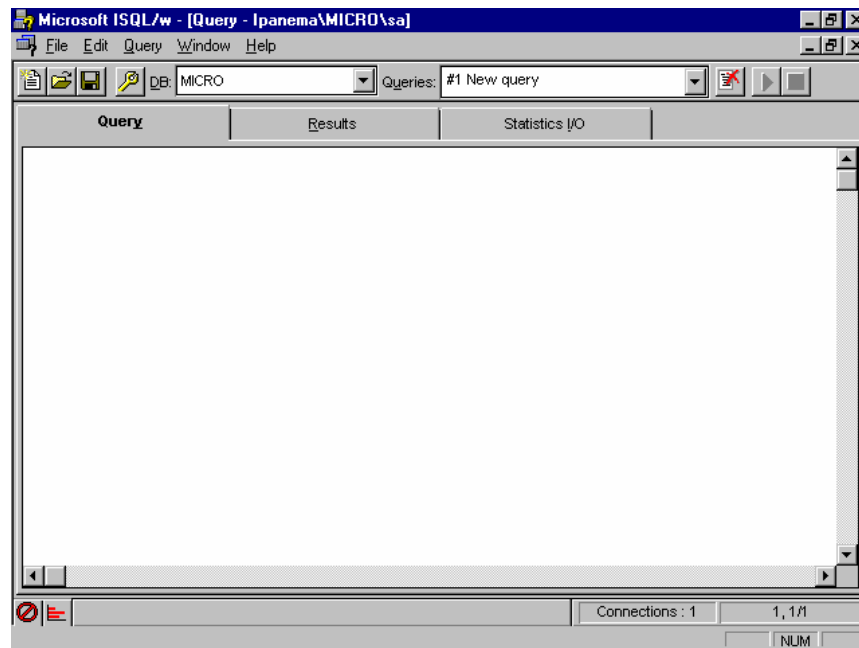 Microsoft ISQL/w - [Query - Ipanema\MICRO\sa]
File Edit Query Window Help
DB: MICRO Queries: #1 New query
Query Results Statistics I/O
Connections : 1 1, 1/1
NUM